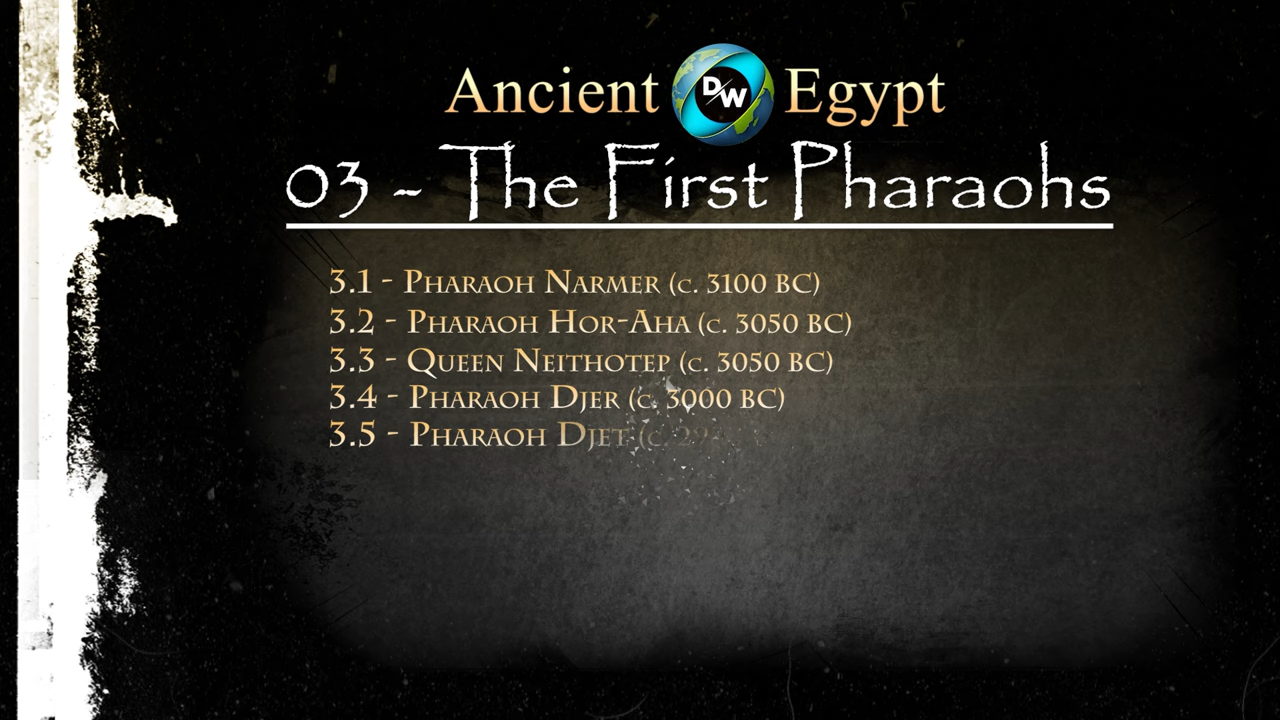 Ancient DW Egypt
03 - The First Pharaohs
3.1 - Pharaoh Narmer (c. 3100 BC)
3.2 - Pharaoh Hor-Aha (c. 3050 BC)
3.3 - Queen Neithotep (c. 3050 BC)
3.4 - Pharaoh Djer (c. 3000 BC)
3.5 - Pharaoh Djet (c.